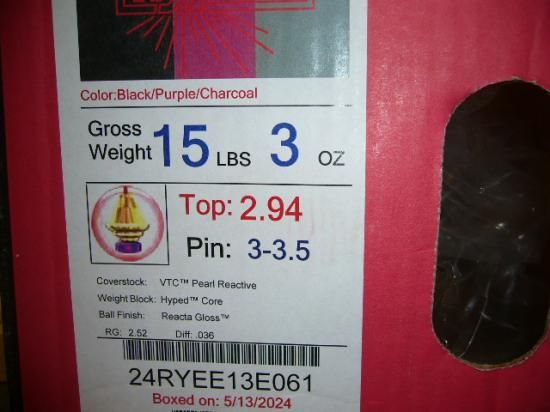 Color:Black/Purple/Charcoal
Gross Weight 15 LBS 3 OZ
Top: 2.94
Pin: 3-3.5
Coverstock: VTC™ Pearl Reactive
Weight Block: Hyped™ Core
Ball Finish: Reacta Gloss™
RG: 2.52 Diff: .036
24RYEE13E061
Boxed on: 5/13/2024